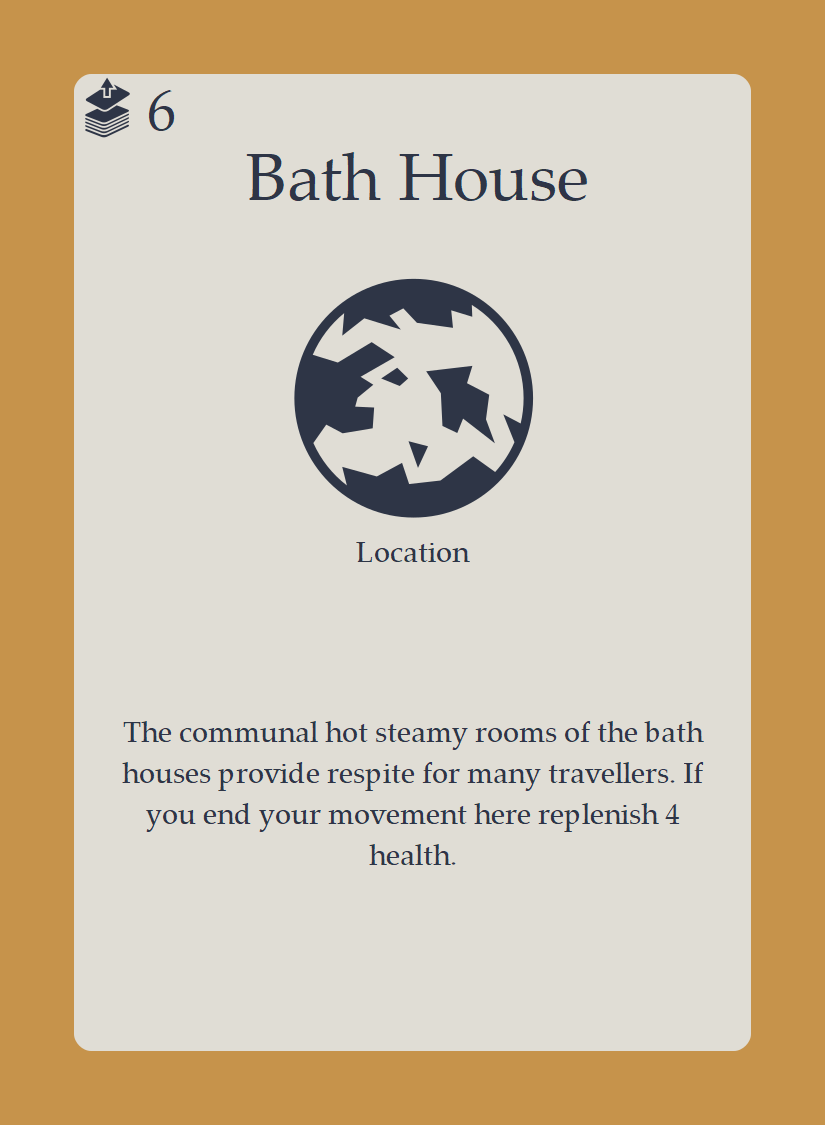 6
Bath House
Location
The communal hot steamy rooms of the bath
houses provide respite for many travellers. If
you end your movement here replenish 4
health.